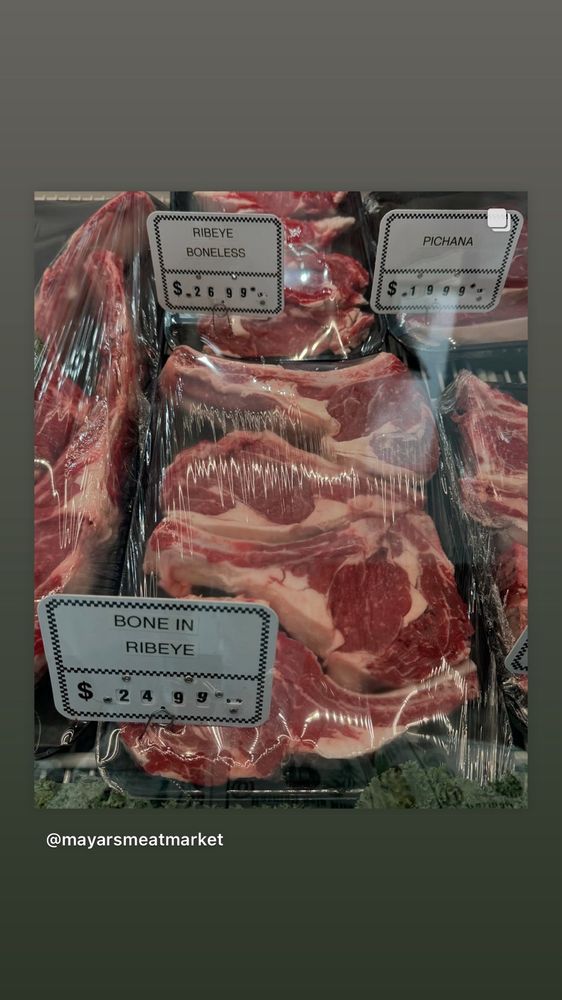 RIBEYE
BONELESS
$ 26 99
PICHANA
$ 19 99
BONE IN
RIBEYE
$ 24 99
@mayarsmeatmarket